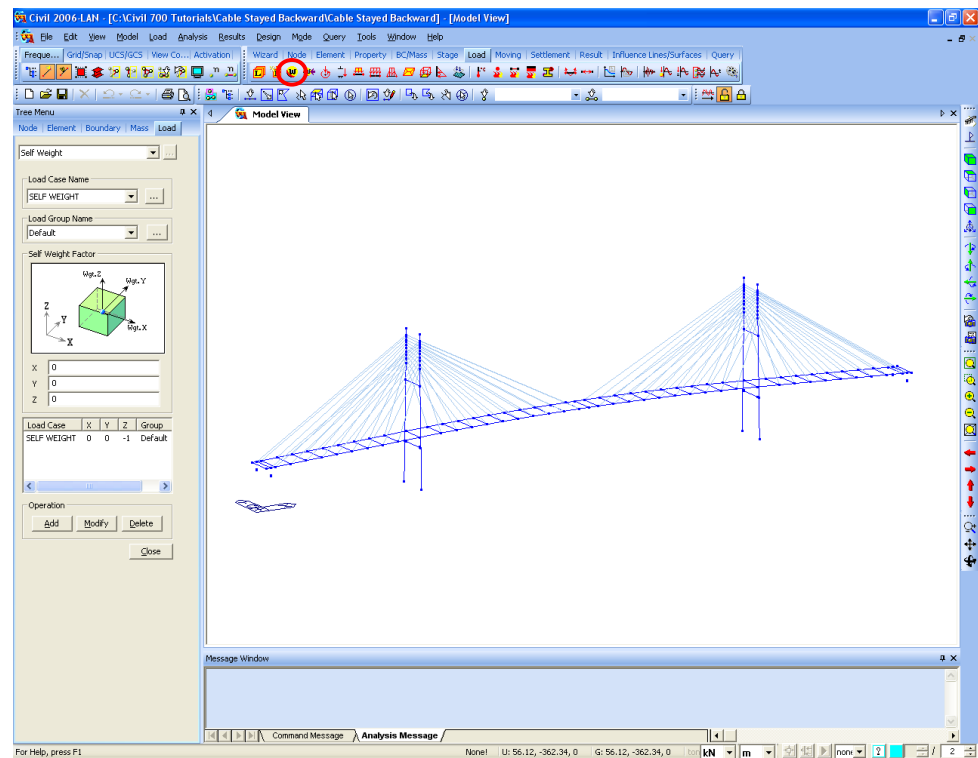 Civil 2006-LAN - [C:\Civil 700 Tutorials\Cable Stayed Backward\Cable Stayed Backward] - [Model View]
File Edit View Model Load Analysis Results Design Mode Query Tools Window Help
Freque... Grid/Snap UCS/GCS View Co... Activation Wizard Node Element Property BC/Mass Stage Load Moving Settlement Result Influence Lines/Surfaces Query
Tree Menu
Model View
Node Element Boundary Mass Load
Self Weight
Load Case Name
SELF WEIGHT
Load Group Name
Default
Self Weight Factor
Wgt.Z
Wgt.Y
Z
Y
Wgt.X
X
X 0
Y 0
Z 0
Load Case X Y Z Group
SELF WEIGHT 0 0 -1 Default
Operation
Add Modify Delete
Close
Message Window
Command Message Analysis Message
For Help, press F1
None! U: 56.12, -362.34, 0 G: 56.12, -362.34, 0 ton kN m none ? / 2